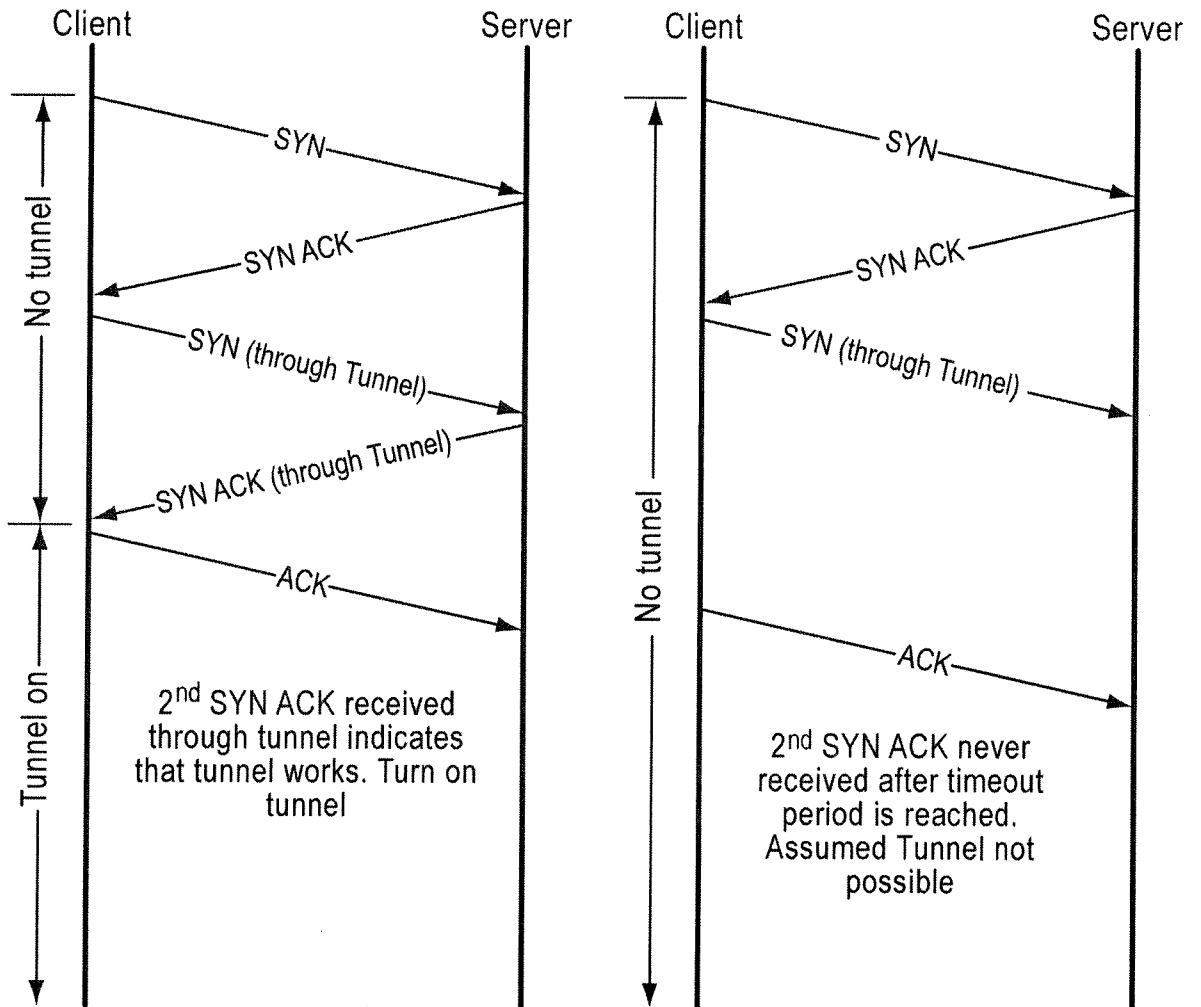 Client
Server
SYN
SYN ACK
SYN (through Tunnel)
SYN ACK (through Tunnel)
ACK
No tunnel
Tunnel on
2nd SYN ACK received
through tunnel indicates
that tunnel works. Turn on
tunnel
Client
Server
SYN
SYN ACK
SYN (through Tunnel)
ACK
No tunnel
2nd SYN ACK never
received after timeout
period is reached.
Assumed Tunnel not
possible